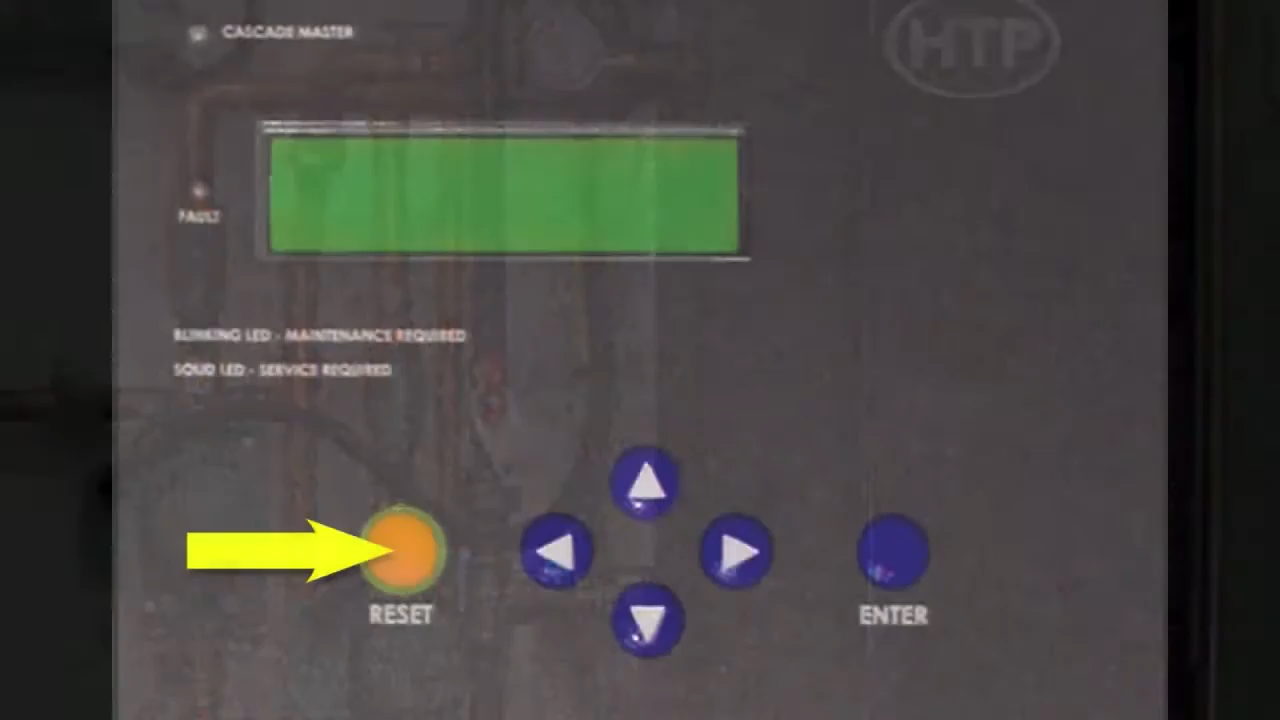 CASCADE MASTER
HTP
FAULT
BLINKING LED - MAINTENANCE REQUIRED
SOLID LED - SERVICE REQUIRED
RESET
ENTER